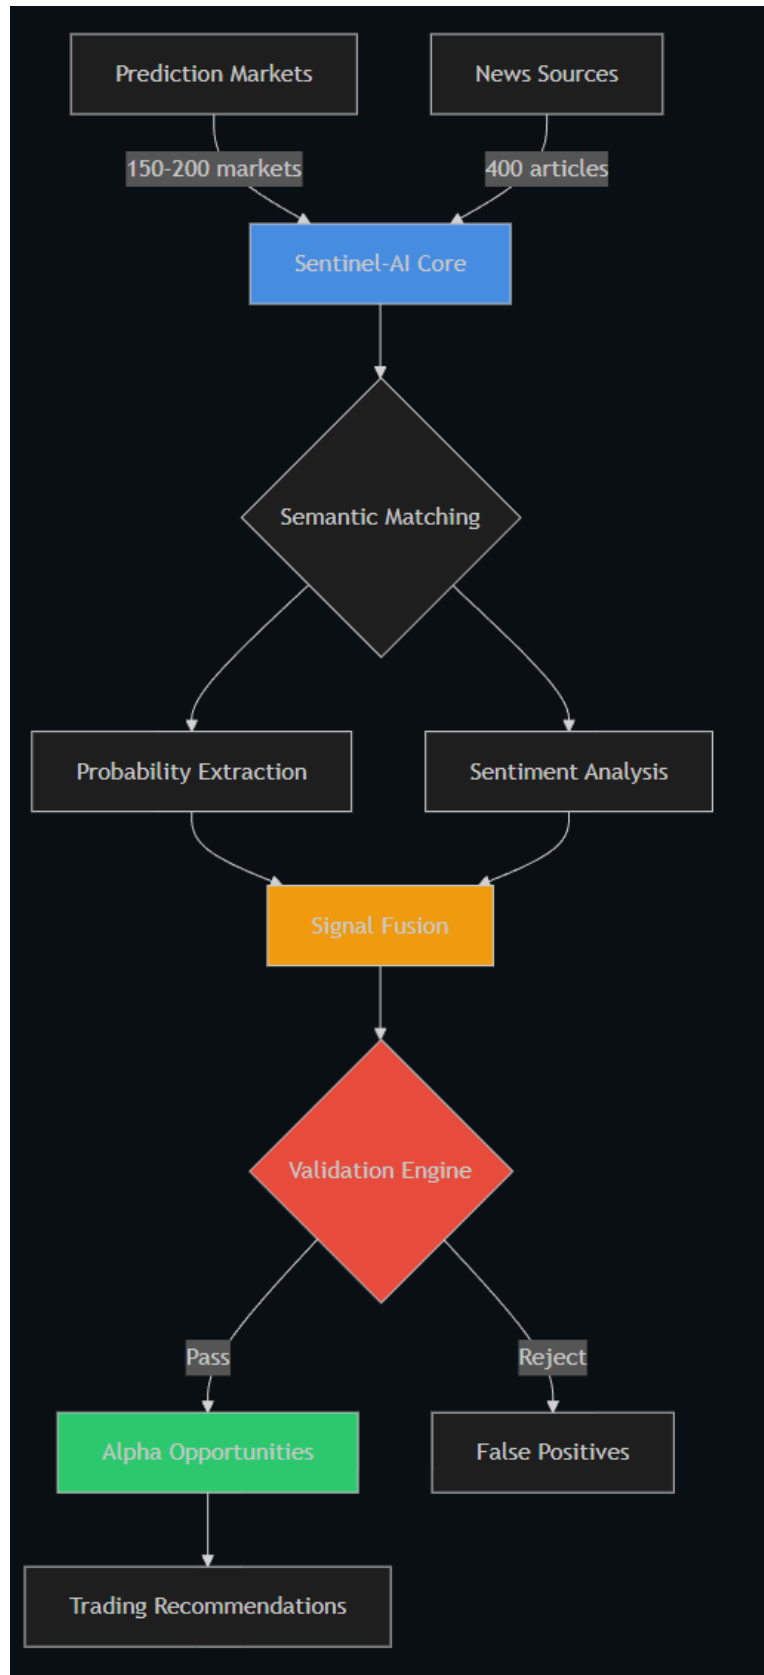 Prediction Markets
News Sources
150-200 markets
400 articles
Sentinel-AI Core
Semantic Matching
Probability Extraction
Sentiment Analysis
Signal Fusion
Validation Engine
Pass
Reject
Alpha Opportunities
False Positives
Trading Recommendations